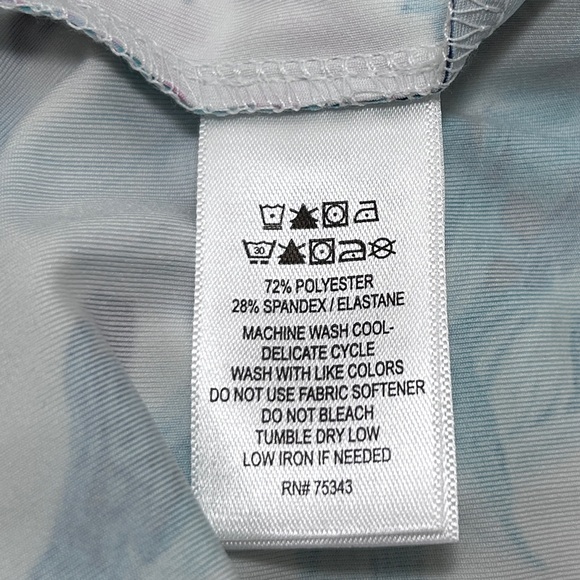 30
72% POLYESTER
28% SPANDEX / ELASTANE
MACHINE WASH COOL-
DELICATE CYCLE
WASH WITH LIKE COLORS
DO NOT USE FABRIC SOFTENER
DO NOT BLEACH
TUMBLE DRY LOW
LOW IRON IF NEEDED
RN# 75343